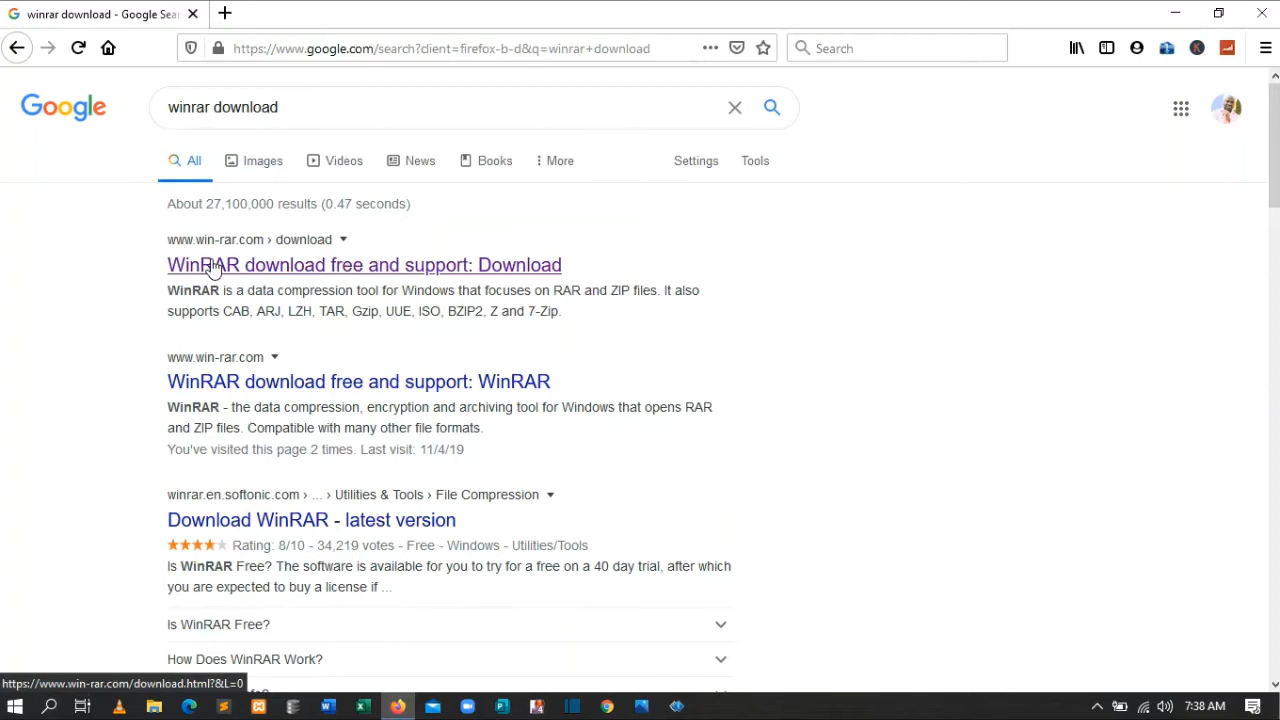 winrar download - Google Sear
https://www.google.com/search?client=firefox-b-d&q=winrar+download
Search
Google
winrar download
All
Images
Videos
News
Books
More
Settings
Tools
About 27,100,000 results (0.47 seconds)
www.win-rar.com › download
WinRAR download free and support: Download
WinRAR is a data compression tool for Windows that focuses on RAR and ZIP files. It also
supports CAB, ARJ, LZH, TAR, Gzip, UUE, ISO, BZIP2, Z and 7-Zip.
www.win-rar.com
WinRAR download free and support: WinRAR
WinRAR - the data compression, encryption and archiving tool for Windows that opens RAR
and ZIP files. Compatible with many other file formats.
You've visited this page 2 times. Last visit: 11/4/19
winrar.en.softonic.com › ... › Utilities & Tools › File Compression
Download WinRAR - latest version
Rating: 8/10 - 34,219 votes - Free - Windows - Utilities/Tools
Is WinRAR Free? The software is available for you to try for a free on a 40 day trial, after which
you are expected to buy a license if ...
Is WinRAR Free?
How Does WinRAR Work?
https://www.win-rar.com/download.html?&L=0
7:38 AM